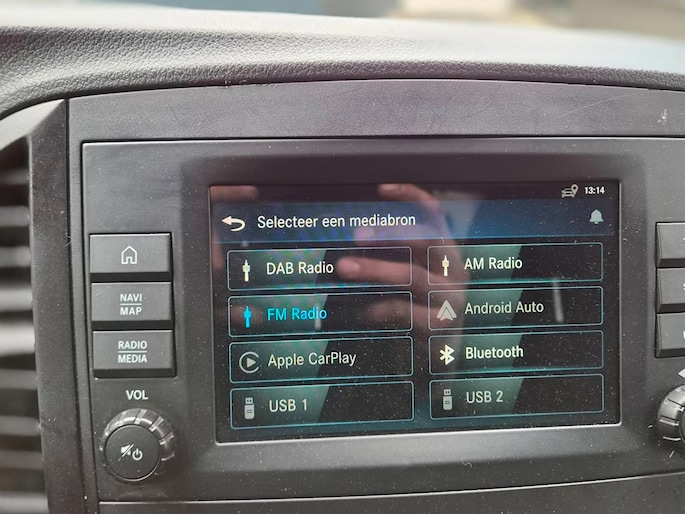 13:14
Selecteer een mediabron
DAB Radio
AM Radio
FM Radio
Android Auto
Apple CarPlay
Bluetooth
USB 1
USB 2
NAVI
MAP
RADIO
MEDIA
VOL